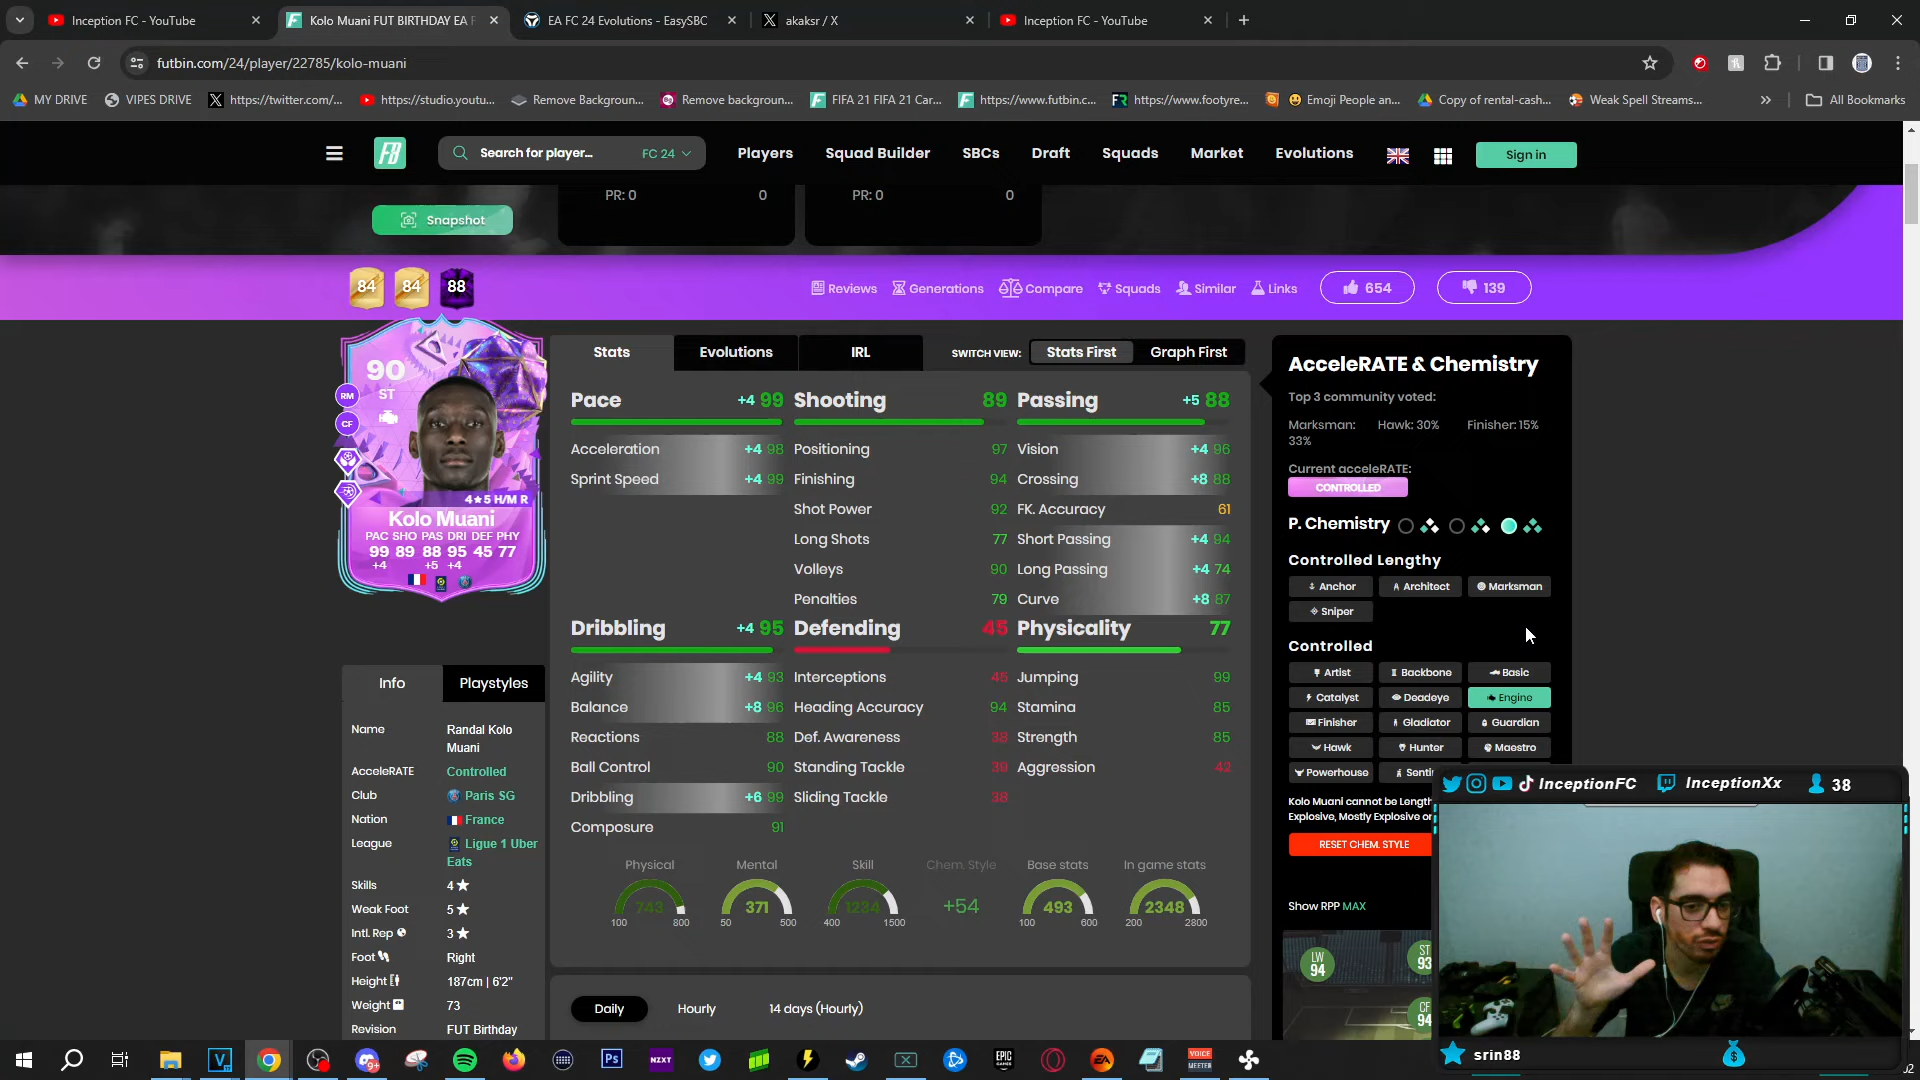 Inception FC - YouTube
Kolo Muani FUT BIRTHDAY EA F
EA FC 24 Evolutions - EasySBC
akaksr / X
Inception FC - YouTube
futbin.com/24/player/22785/kolo-muani
MY DRIVE
VIPES DRIVE
https://twitter.com/...
https://studio.youtu...
Remove Backgroun...
Remove backgroun...
FIFA 21 FIFA 21 Car...
https://www.futbin.c...
https://www.footyre...
Emoji People an...
Copy of rental-cash...
Weak Spell Streams...
All Bookmarks
FB
Search for player...
FC 24
Players
Squad Builder
SBCs
Draft
Squads
Market
Evolutions
Sign in
PR: 0 0
PR: 0 0
Snapshot
84 84 88
Reviews Generations Compare Squads Similar Links 654 139
Stats Evolutions IRL SWITCH VIEW: Stats First Graph First
90
ST
RM
CF
4★5 H/M R
Kolo Muani
PAC SHO PAS DRI DEF PHY
99 89 88 95 45 77
+4 +5 +4
Pace +4 99
Acceleration +4 98
Sprint Speed +4 99
Shooting 89
Positioning 97
Finishing 94
Shot Power 92
Long Shots 77
Volleys 90
Penalties 79
Passing +5 88
Vision +4 96
Crossing +8 88
FK. Accuracy 61
Short Passing +4 94
Long Passing +4 74
Curve +8 87
Dribbling +4 95
Agility +4 93
Balance +8 96
Reactions 88
Ball Control 90
Dribbling +6 99
Composure 91
Defending 45
Interceptions 45
Heading Accuracy 94
Def. Awareness 38
Standing Tackle 39
Sliding Tackle 38
Physicality 77
Jumping 99
Stamina 85
Strength 85
Aggression 42
Physical Mental Skill Chem. Style Base stats In game stats
743 371 1234 +54 493 2348
100 800 50 500 400 1500 100 600 200 2800
Daily Hourly 14 days (Hourly)
Info Playstyles
Name Randal Kolo
Muani
AcceleRATE Controlled
Club Paris SG
Nation France
League Ligue 1 Uber
Eats
Skills 4★
Weak Foot 5★
Intl. Rep 3★
Foot Right
Height 187cm | 6'2"
Weight 73
Revision FUT Birthday
AcceleRATE & Chemistry
Top 3 community voted:
Marksman: Hawk: 30% Finisher: 15%
33%
Current acceleRATE:
CONTROLLED
P. Chemistry
Controlled Lengthy
Anchor Architect Marksman
Sniper
Controlled
Artist Backbone Basic
Catalyst Deadeye Engine
Finisher Gladiator Guardian
Hawk Hunter Maestro
Powerhouse Senti
Kolo Muani cannot be Length
Explosive, Mostly Explosive or
RESET CHEM. STYLE
Show RPP MAX
LW
94
ST
93
CF
94
InceptionFC InceptionXx 38
srin88
Ps
NZXT
EPIC
GAMES
EA
VOICE
MEETER